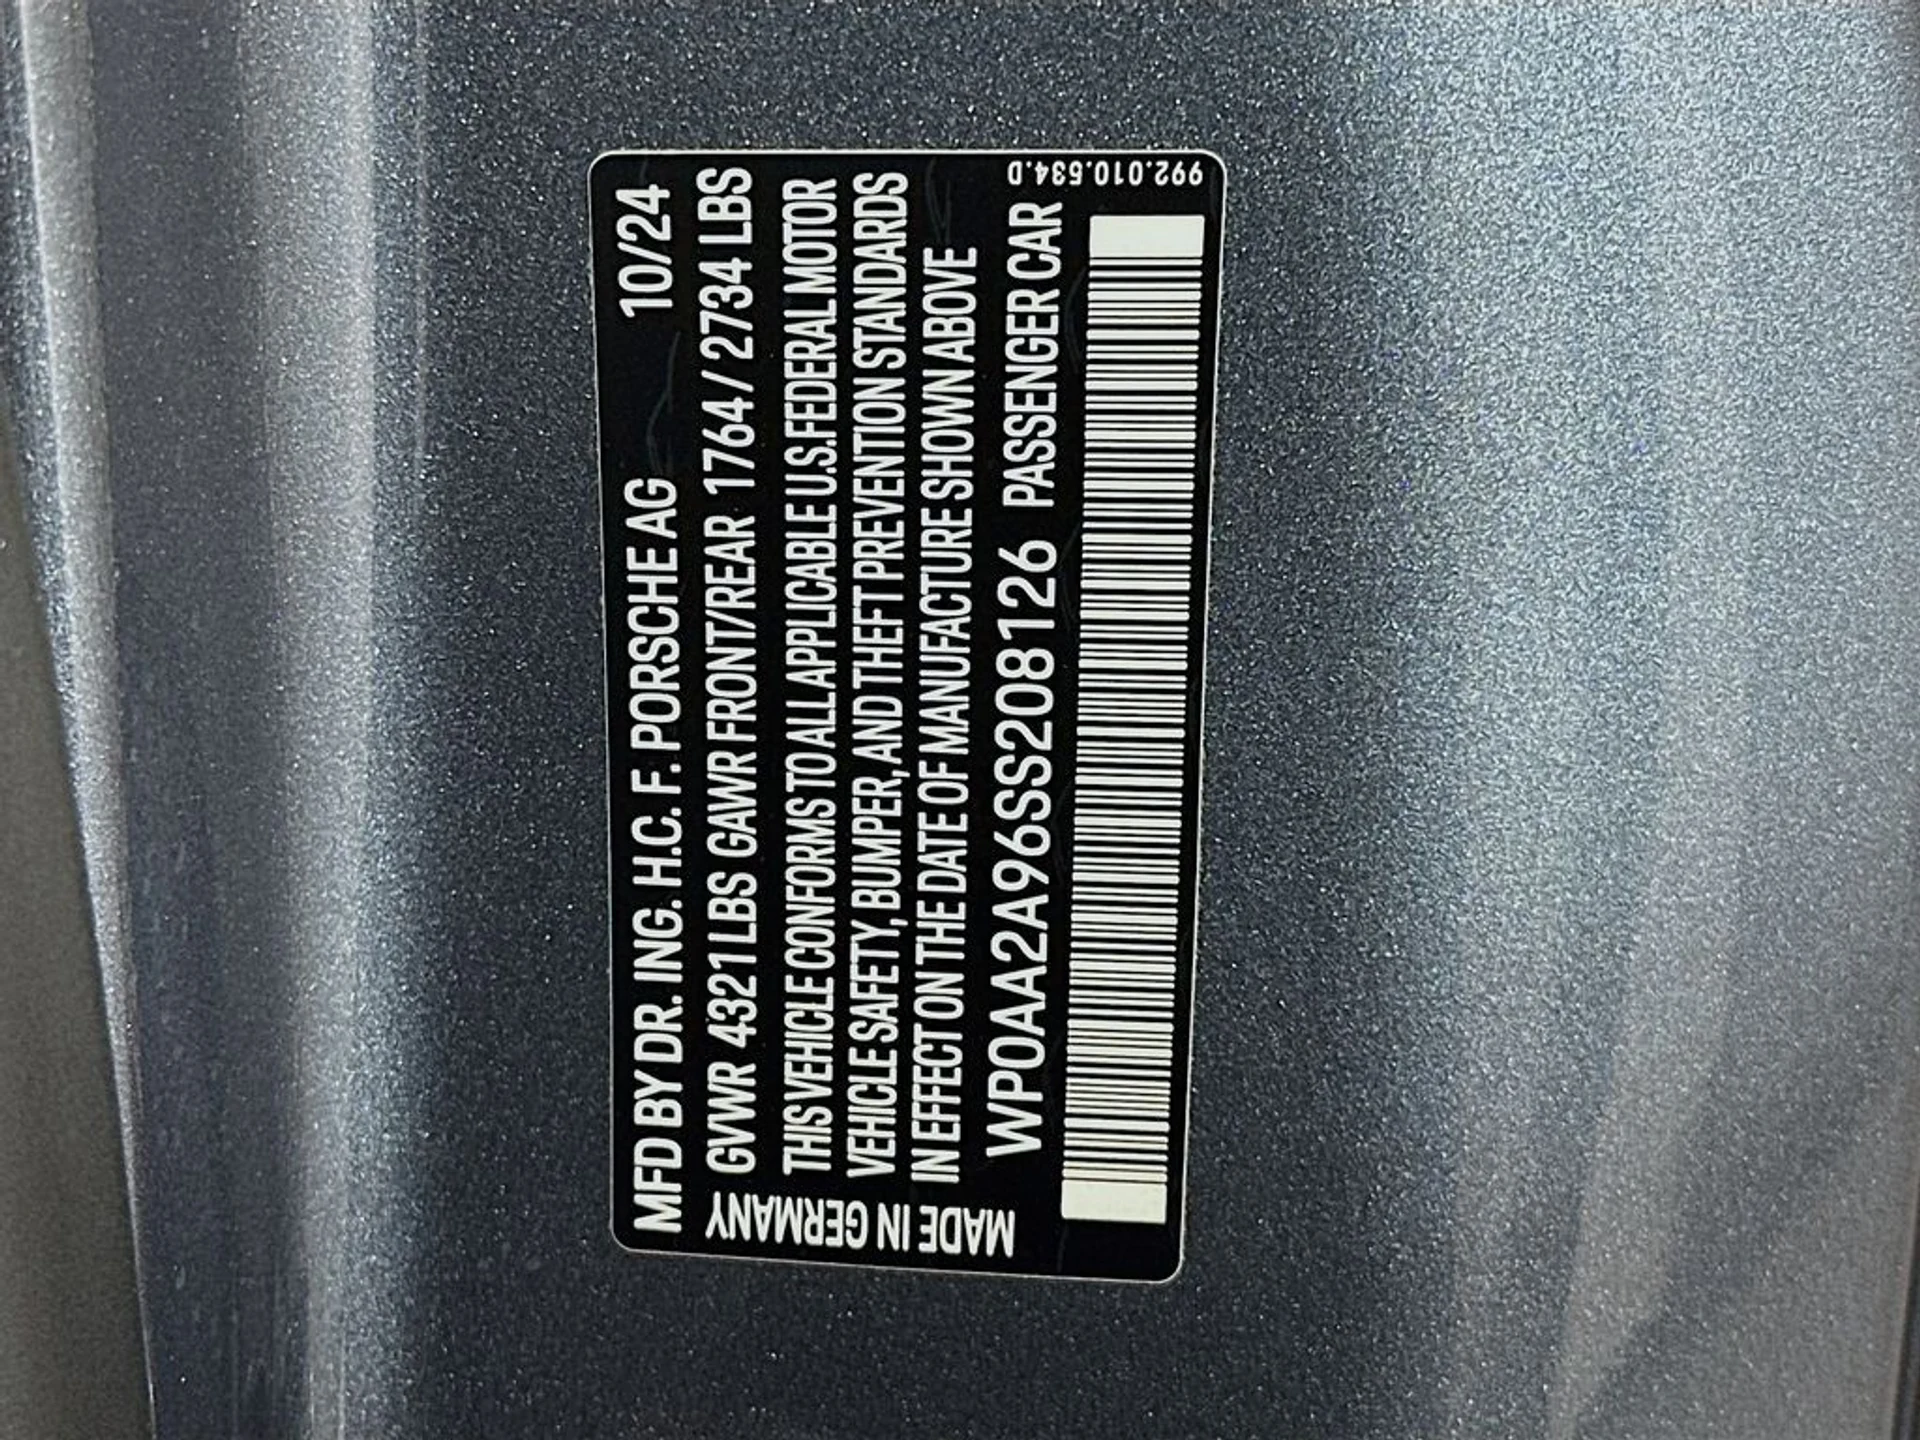 MFD BY DR. ING. H.C. F. PORSCHE AG 10/24
GVWR 4321 LBS GAWR FRONT/REAR 1764 / 2734 LBS
THIS VEHICLE CONFORMS TO ALL APPLICABLE U.S. FEDERAL MOTOR
VEHICLE SAFETY, BUMPER, AND THEFT PREVENTION STANDARDS
IN EFFECT ON THE DATE OF MANUFACTURE SHOWN ABOVE
WP0AA2A96SS208126 PASSENGER CAR
MADE IN GERMANY
992.010.534.D